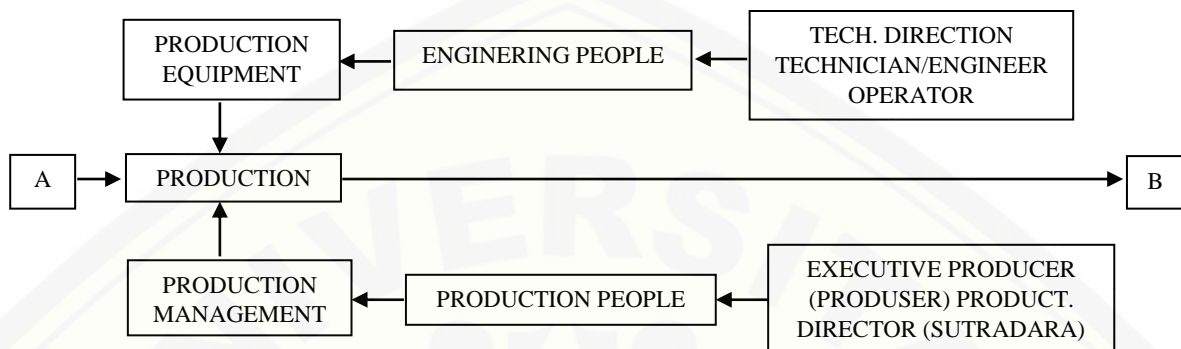 PRODUCTION
EQUIPMENT
ENGINERING PEOPLE
TECH. DIRECTION
TECHNICIAN/ENGINEER
OPERATOR
A
PRODUCTION
B
PRODUCTION
MANAGEMENT
PRODUCTION PEOPLE
EXECUTIVE PRODUCER
(PRODUSER) PRODUCT.
DIRECTOR (SUTRADARA)